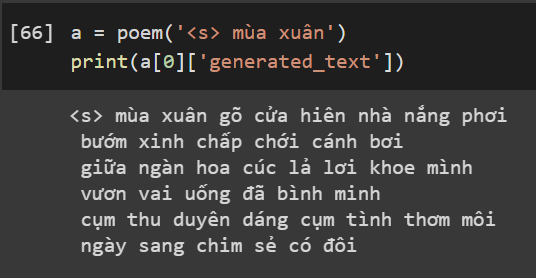 [66] a = poem('<s> mùa xuân')
print(a[0]['generated_text'])
<s> mùa xuân gõ cửa hiên nhà nắng phơi
bướm xinh chấp chới cánh bơi
giữa ngàn hoa cúc lả lơi khoe mình
vươn vai uống đã bình minh
cụm thu duyên dáng cụm tình thơm môi
ngày sang chim sẻ có đôi